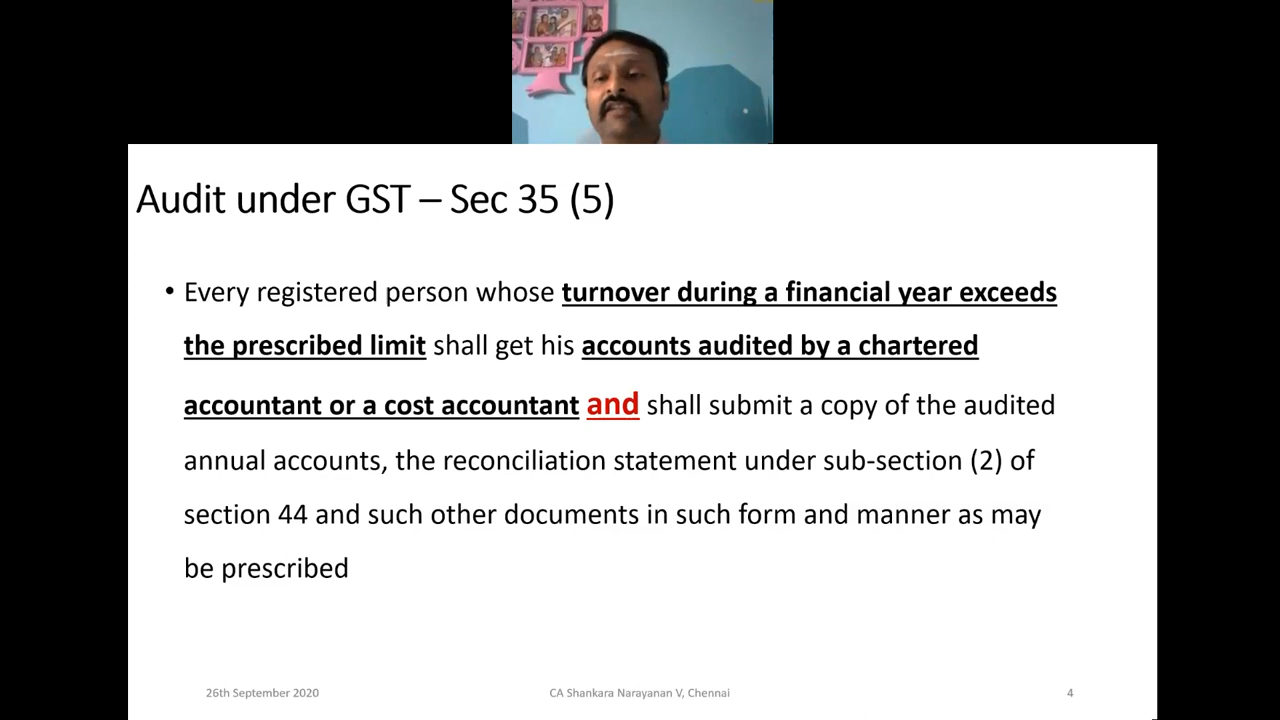 Audit under GST – Sec 35 (5)
• Every registered person whose turnover during a financial year exceeds
the prescribed limit shall get his accounts audited by a chartered
accountant or a cost accountant and shall submit a copy of the audited
annual accounts, the reconciliation statement under sub-section (2) of
section 44 and such other documents in such form and manner as may
be prescribed
26th September 2020
CA Shankara Narayanan V, Chennai
4